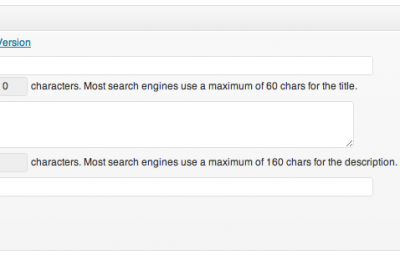 Version
0 characters. Most search engines use a maximum of 60 chars for the title.
characters. Most search engines use a maximum of 160 chars for the description.